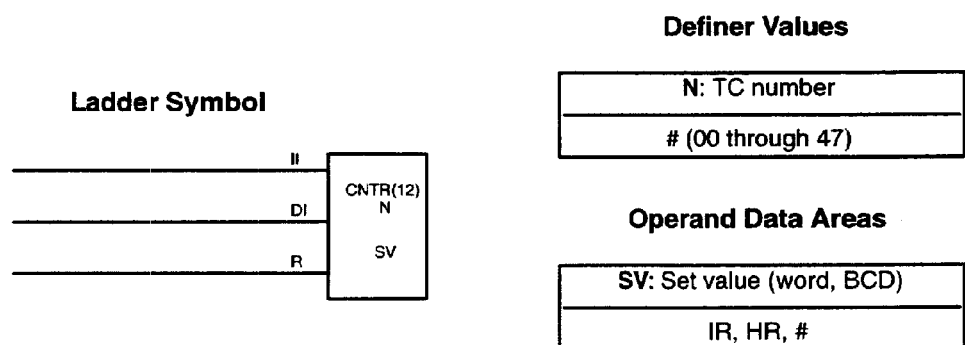 Ladder Symbol
II
DI
R
CNTR(12)
N
SV
Definer Values
N: TC number
# (00 through 47)
Operand Data Areas
SV: Set value (word, BCD)
IR, HR, #